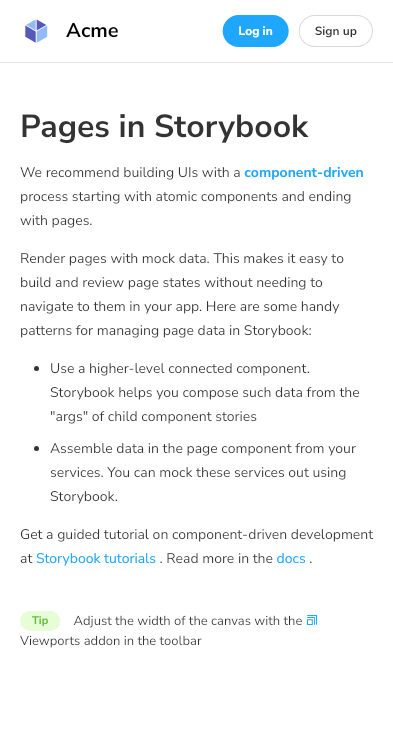 Acme
Log in
Sign up
Pages in Storybook
We recommend building UIs with a component-driven
process starting with atomic components and ending
with pages.
Render pages with mock data. This makes it easy to
build and review page states without needing to
navigate to them in your app. Here are some handy
patterns for managing page data in Storybook:
Use a higher-level connected component.
Storybook helps you compose such data from the
"args" of child component stories
Assemble data in the page component from your
services. You can mock these services out using
Storybook.
Get a guided tutorial on component-driven development
at Storybook tutorials . Read more in the docs .
Tip Adjust the width of the canvas with the
Viewports addon in the toolbar